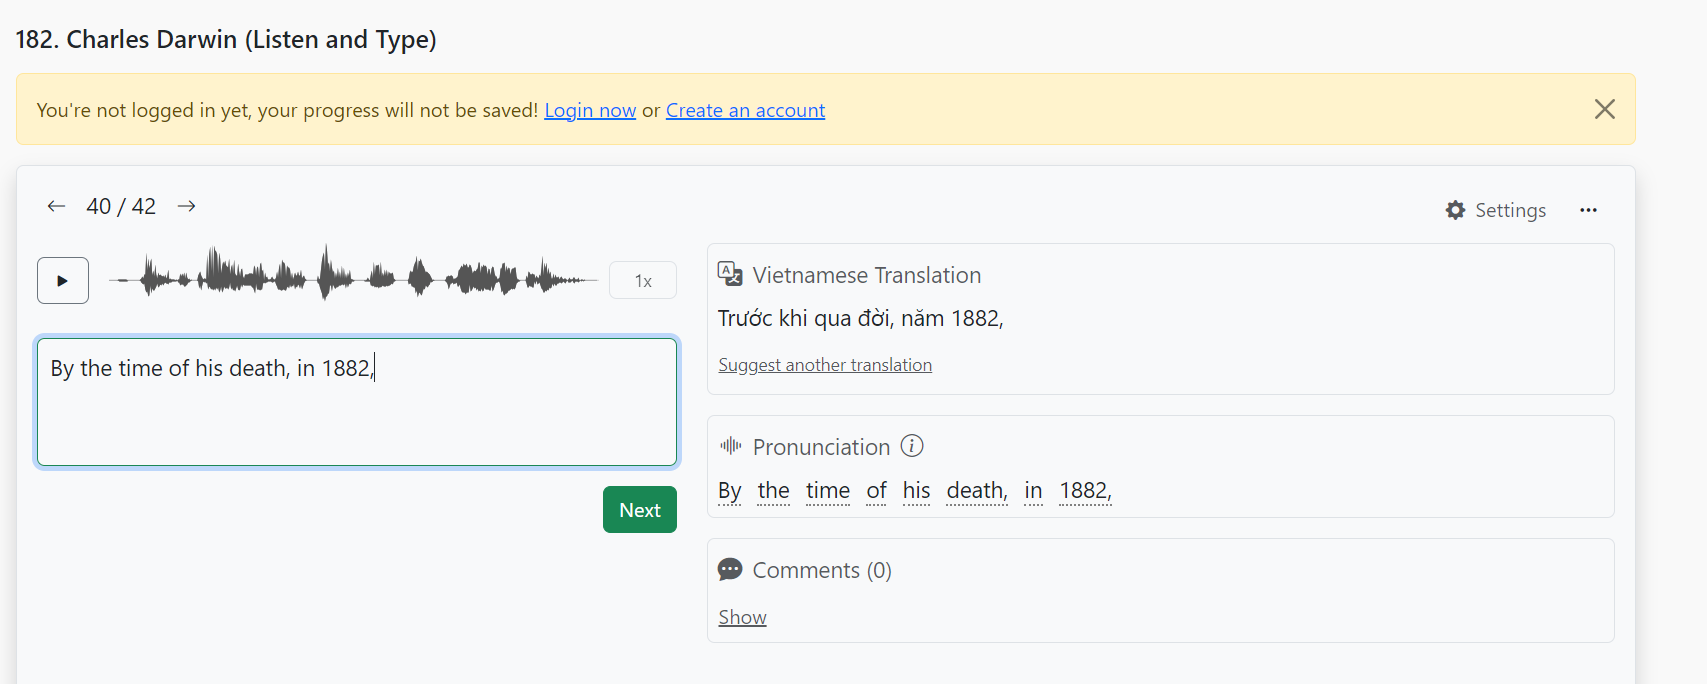 182. Charles Darwin (Listen and Type)
You're not logged in yet, your progress will not be saved! Login now or Create an account
40 / 42
Settings
1x
By the time of his death, in 1882,
Next
Vietnamese Translation
Trước khi qua đời, năm 1882,
Suggest another translation
Pronunciation
By the time of his death, in 1882,
Comments (0)
Show